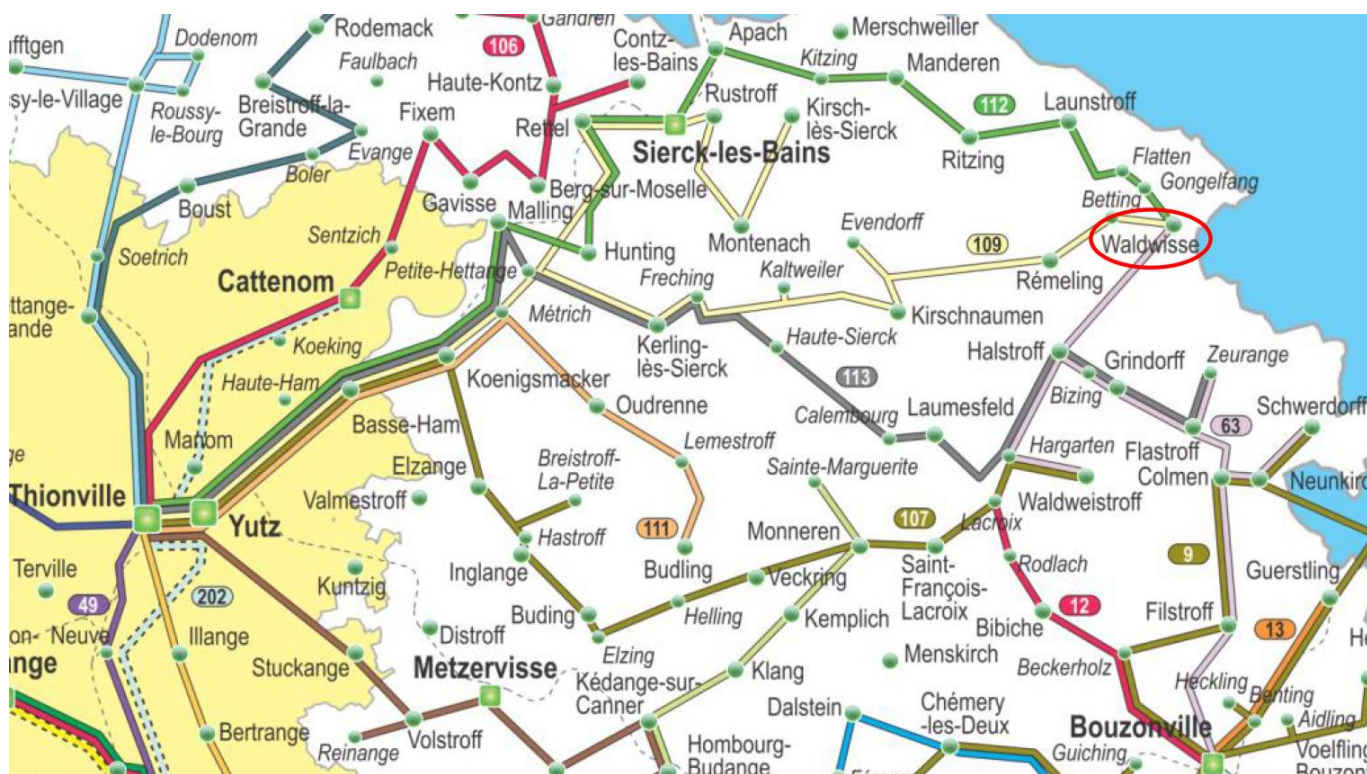 Gandren
Merschweiller
Dodenom
Rodemack
106
Contz-
les-Bains
Apach
Kitzing
Manderen
Faulbach
Haute-Kontz
sy-le-Village
Roussy-
le-Bourg
Breistroff-la-
Grande
Fixem
Rettel
Rustroff
Kirsch-
lès-Sierck
112
Launstroff
Evange
Sierck-les-Bains
Ritzing
Flatten
Gongelfang
Boler
Boust
Gavisse
Berg-sur-Moselle
Malling
Betting
Waldwisse
Sentzich
Evendorff
109
Montenach
Soetrich
Hunting
Cattenom
Petite-Hettange
Freching
Kaltweiler
Rémeling
Métrich
Kirschnaumen
Koeking
Kerling-
lès-Sierck
Haute-Sierck
Halstroff
Grindorff
Zeurange
Haute-Ham
Koenigsmacker
113
Bizing
Oudrenne
Calembourg
Laumesfeld
Schwerdorff
Basse-Ham
63
Manom
Lemestroff
Hargarten
Flastroff
Elzange
Breistroff-
La-Petite
Sainte-Marguerite
Colmen
Thionville
Valmestroff
Waldweistroff
Yutz
111
107
Lacroix
Monneren
Hastroff
9
Terville
Inglange
Budling
Veckring
Saint-
François-
Lacroix
Rodlach
Guerstling
Kuntzig
49
202
Helling
Buding
Kemplich
12
Filstroff
Neuve
Illange
Distroff
Bibiche
13
Stuckange
Elzing
Menskirch
Beckerholz
Metzervisse
Klang
Heckling
Kédange-sur-
Canner
Benting
Dalstein
Chémery
-les-Deux
Bouzonville
Aidling
Bertrange
Reinange
Volstroff
Hombourg-
Budange
Guiching